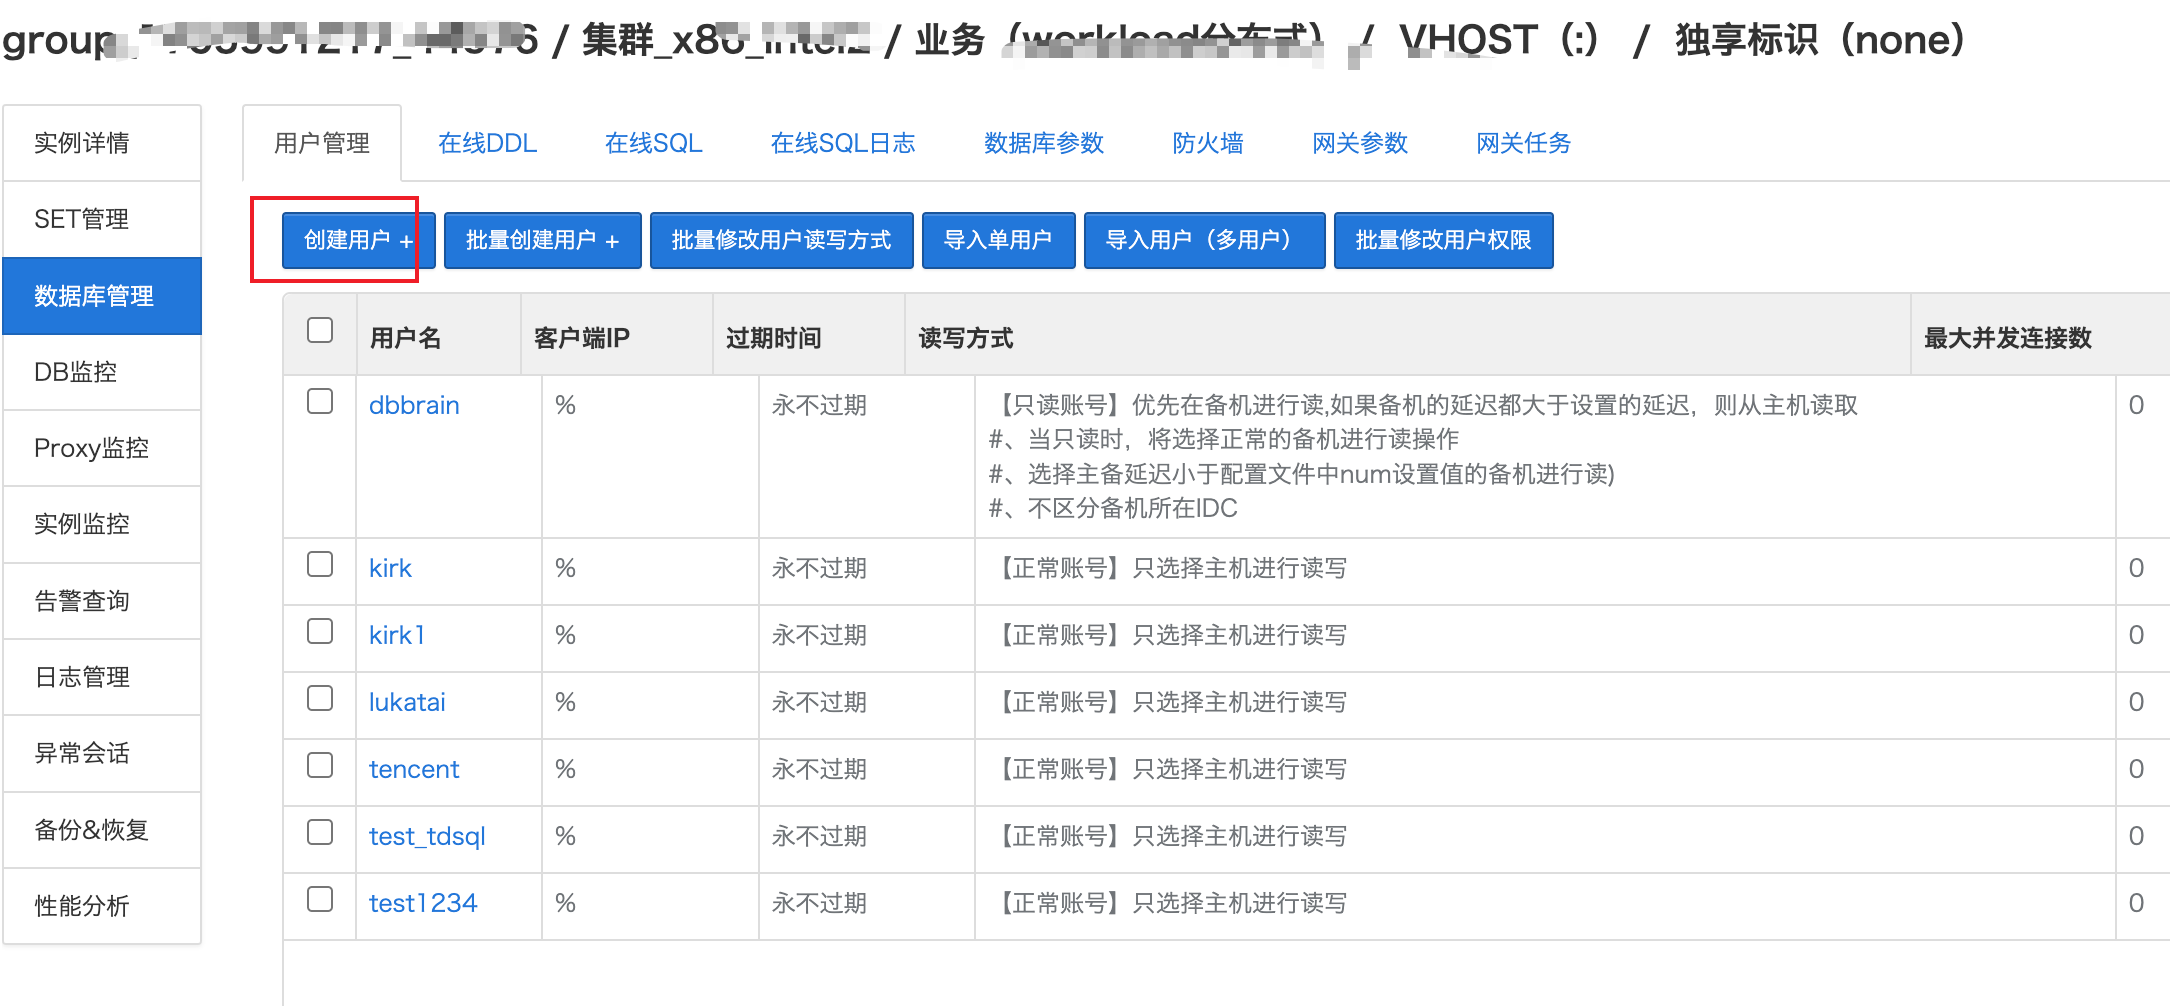 group / 集群_x86_intel2 / 业务（workload分布式） / VHOST（:） / 独享标识（none）
实例详情
SET管理
数据库管理
DB监控
Proxy监控
实例监控
告警查询
日志管理
异常会话
备份&恢复
性能分析
用户管理 在线DDL 在线SQL 在线SQL日志 数据库参数 防火墙 网关参数 网关任务
创建用户 + 批量创建用户 + 批量修改用户读写方式 导入单用户 导入用户（多用户） 批量修改用户权限
用户名 客户端IP 过期时间 读写方式 最大并发连接数
dbbrain % 永不过期 【只读账号】优先在备机进行读,如果备机的延迟都大于设置的延迟，则从主机读取 0
#、当只读时，将选择正常的备机进行读操作
#、选择主备延迟小于配置文件中num设置值的备机进行读)
#、不区分备机所在IDC
kirk % 永不过期 【正常账号】只选择主机进行读写 0
kirk1 % 永不过期 【正常账号】只选择主机进行读写 0
lukatai % 永不过期 【正常账号】只选择主机进行读写 0
tencent % 永不过期 【正常账号】只选择主机进行读写 0
test_tdsql % 永不过期 【正常账号】只选择主机进行读写 0
test1234 % 永不过期 【正常账号】只选择主机进行读写 0